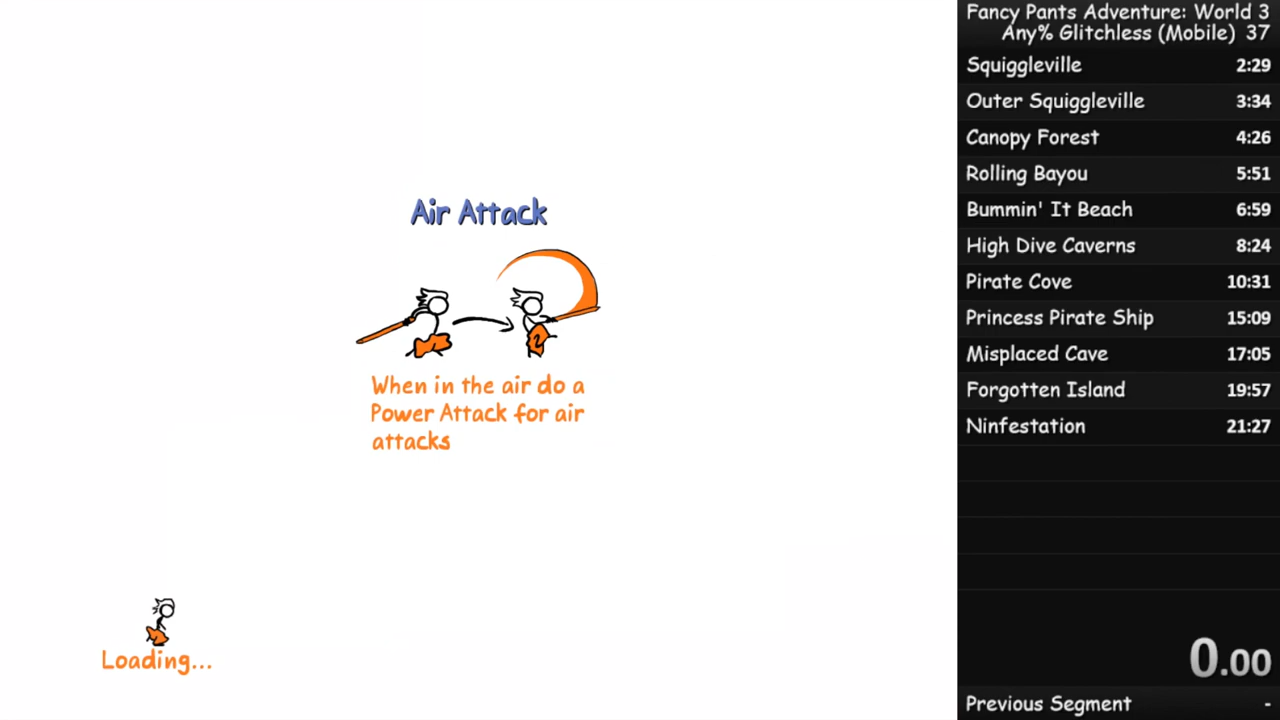 Air Attack
When in the air do a
Power Attack for air
attacks
Loading...
Fancy Pants Adventure: World 3
Any% Glitchless (Mobile) 37
Squiggleville 2:29
Outer Squiggleville 3:34
Canopy Forest 4:26
Rolling Bayou 5:51
Bummin' It Beach 6:59
High Dive Caverns 8:24
Pirate Cove 10:31
Princess Pirate Ship 15:09
Misplaced Cave 17:05
Forgotten Island 19:57
Ninfestation 21:27
0.00
Previous Segment -